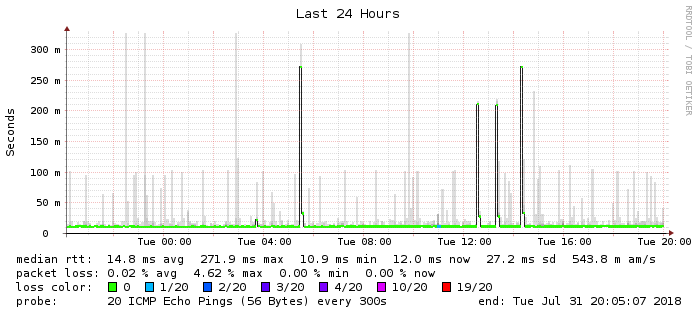 Last 24 Hours
RRDTOOL / TOBI OETIKER
Seconds
300 m
250 m
200 m
150 m
100 m
50 m
0
Tue 00:00 Tue 04:00 Tue 08:00 Tue 12:00 Tue 16:00 Tue 20:00
median rtt: 14.8 ms avg 271.9 ms max 10.9 ms min 12.0 ms now 27.2 ms sd 543.8 m am/s
packet loss: 0.02 % avg 4.62 % max 0.00 % min 0.00 % now
loss color: 0 1/20 2/20 3/20 4/20 10/20 19/20
probe: 20 ICMP Echo Pings (56 Bytes) every 300s end: Tue Jul 31 20:05:07 2018